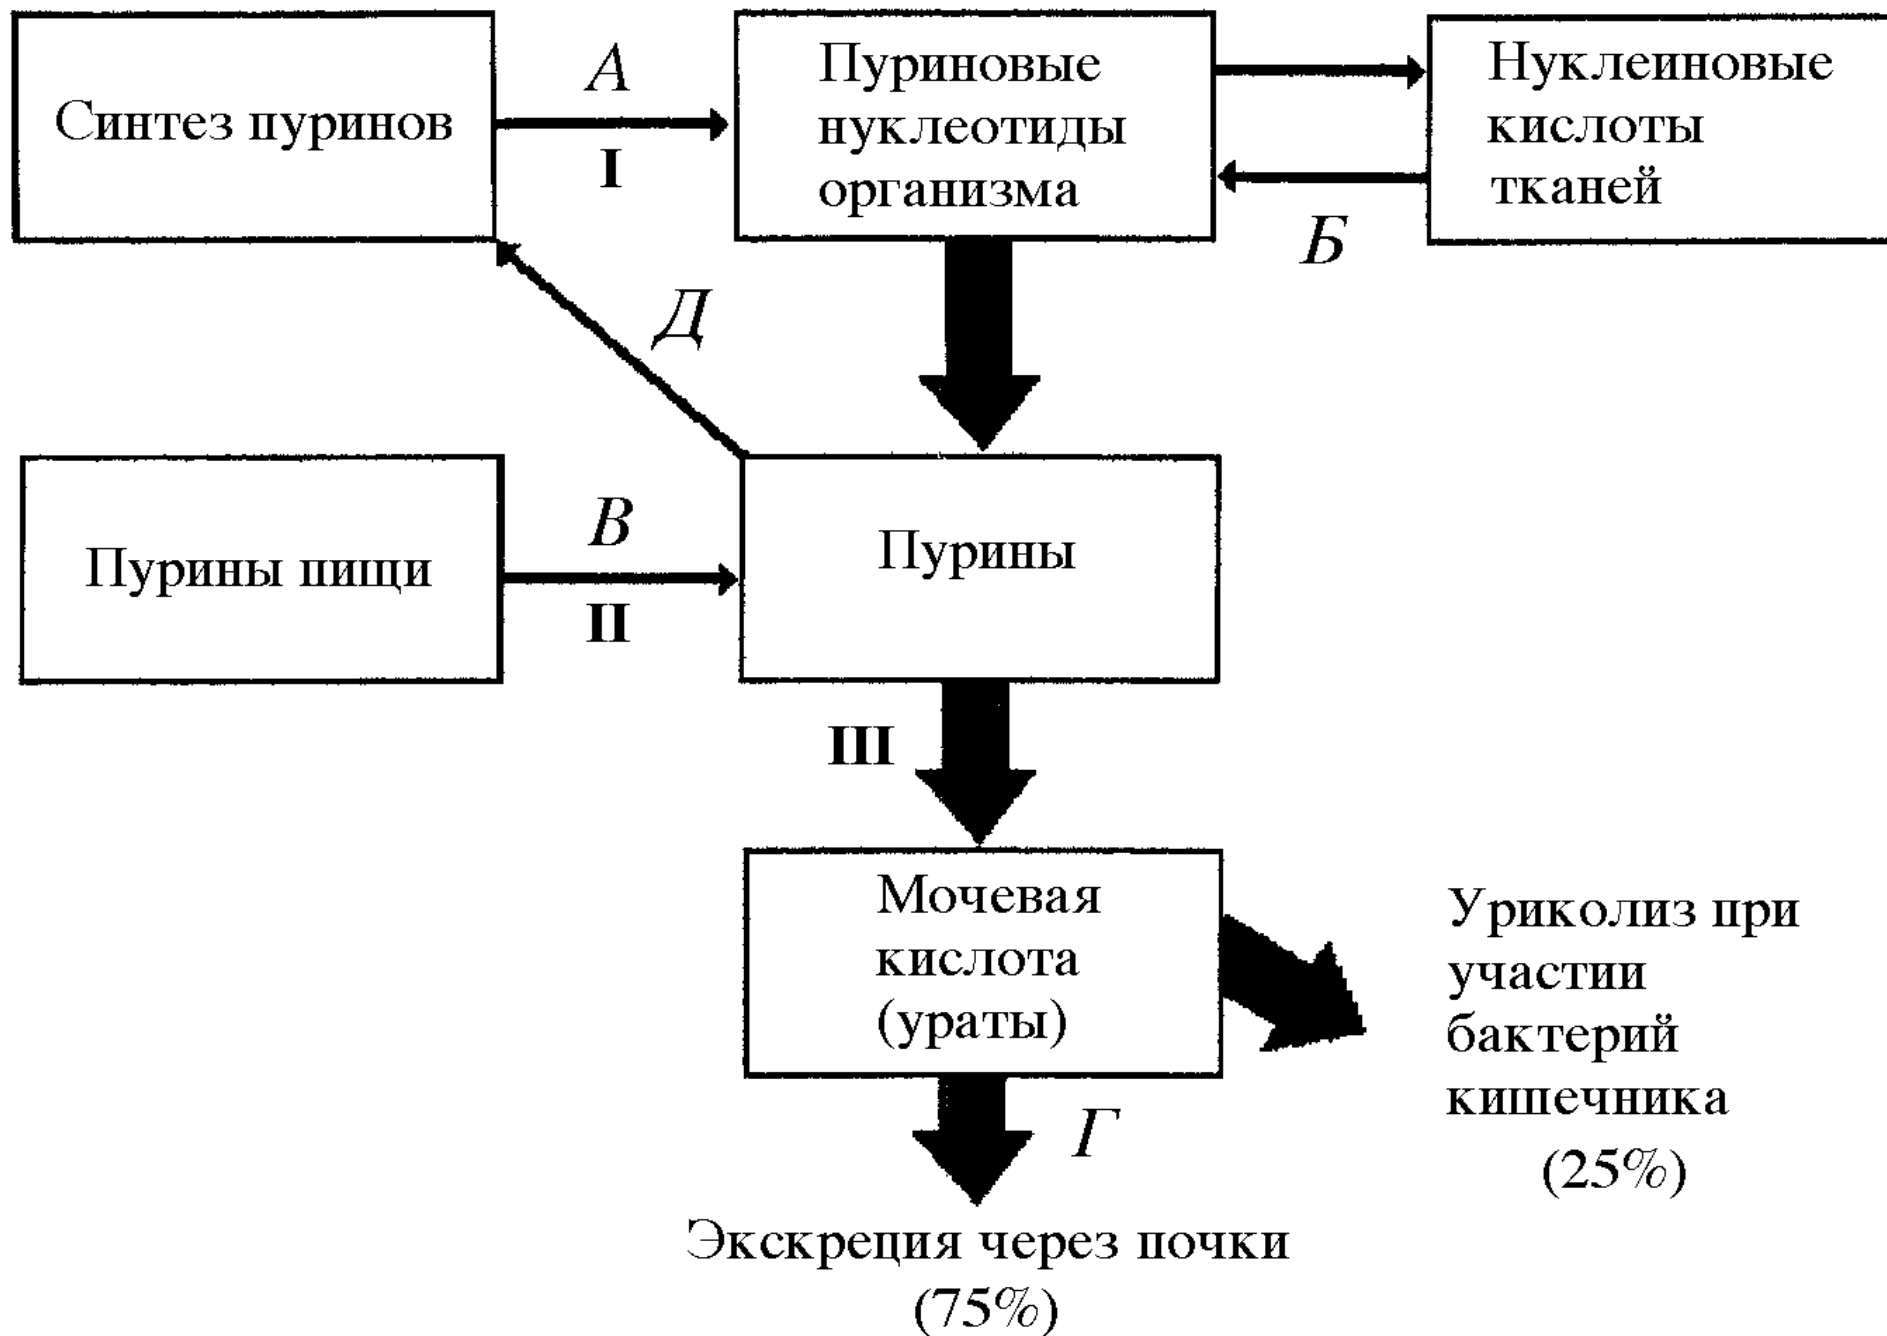 Синтез пуринов
А
I
Пуриновые
нуклеотиды
организма
Нуклеиновые
кислоты
тканей
Б
Д
Пурины пищи
В
II
Пурины
III
Мочевая
кислота
(ураты)
Уриколиз при
участии
бактерий
кишечника
(25%)
Г
Экскреция через почки
(75%)